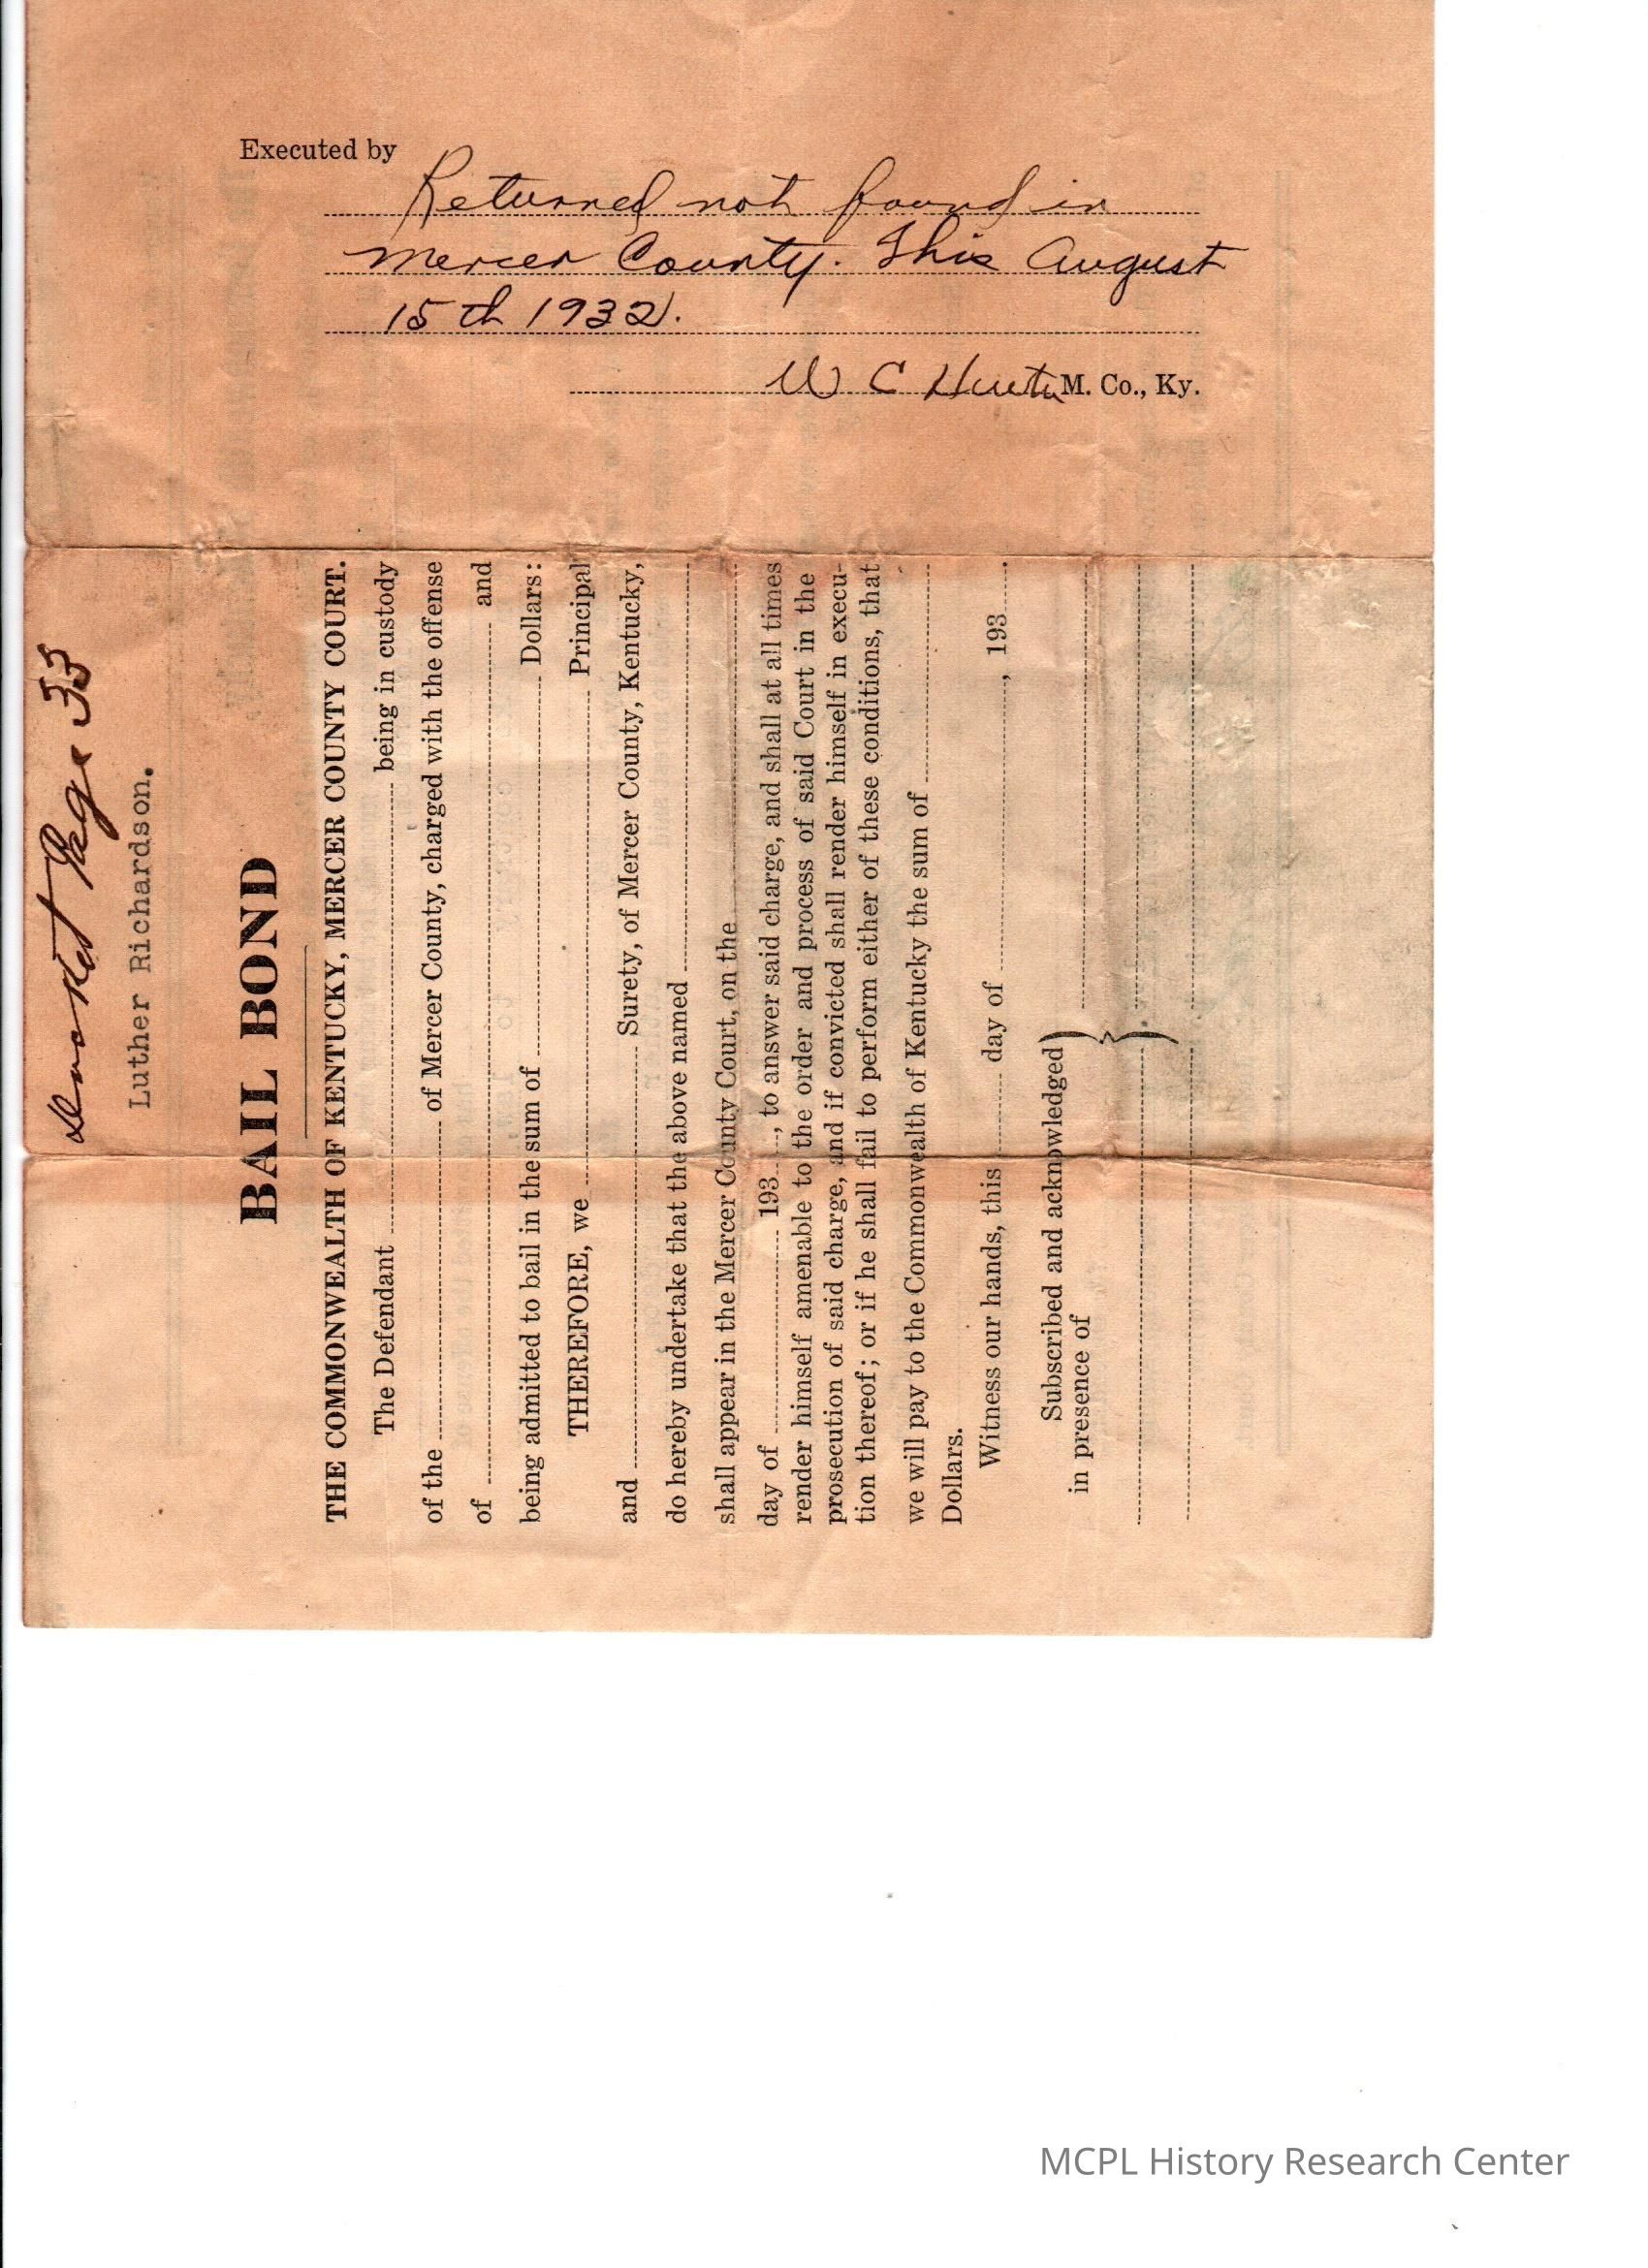 Executed by
Returned not found in
Mercer County. This August
15th 1932.
W C M. Co., Ky.
Page 33
Luther Richardson.
BAIL BOND
THE COMMONWEALTH OF KENTUCKY, MERCER COUNTY COURT.
The Defendant being in custody
of the of Mercer County, charged with the offense
of and
being admitted to bail in the sum of Dollars:
THEREFORE, we Principal
and Surety, of Mercer County, Kentucky,
do hereby undertake that the above named
shall appear in the Mercer County Court, on the
day of 193 , to answer said charge, and shall at all times
render himself amenable to the order and process of said Court in the
prosecution of said charge, and if convicted shall render himself in execu-
tion thereof; or if he shall fail to perform either of these conditions, that
we will pay to the Commonwealth of Kentucky the sum of
Dollars.
Witness our hands, this day of , 193 .
Subscribed and acknowledged
in presence of
MCPL History Research Center